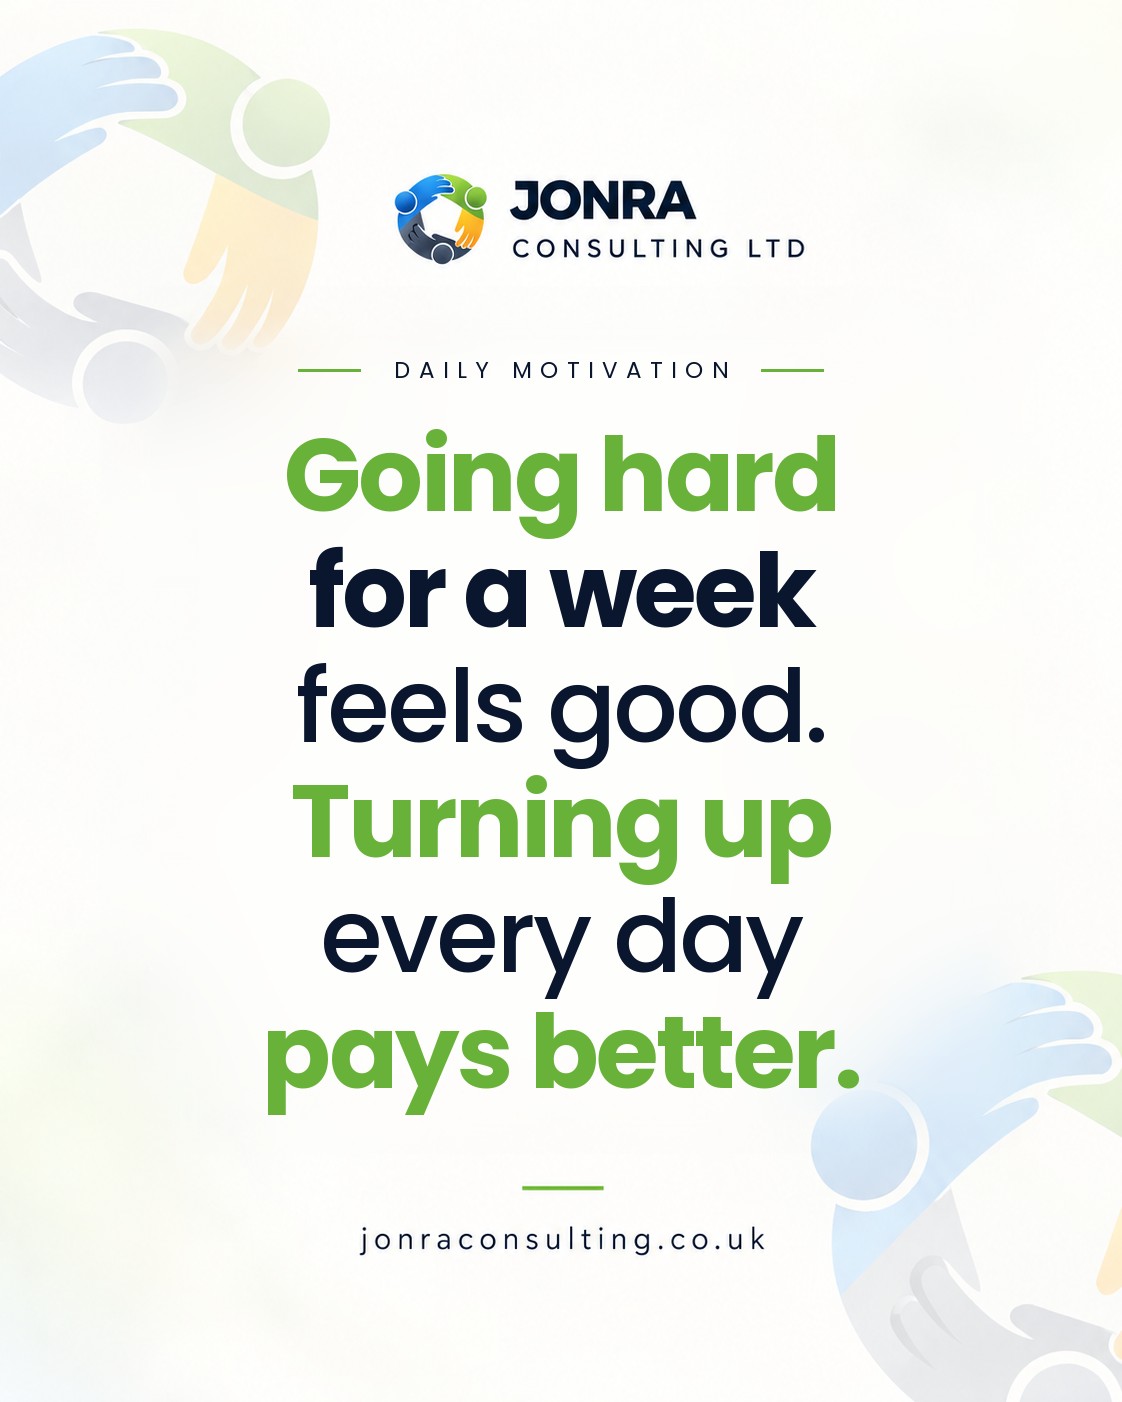 JONRA
CONSULTING LTD
DAILY MOTIVATION
Going hard
for a week
feels good.
Turning up
every day
pays better.
jonraconsulting.co.uk